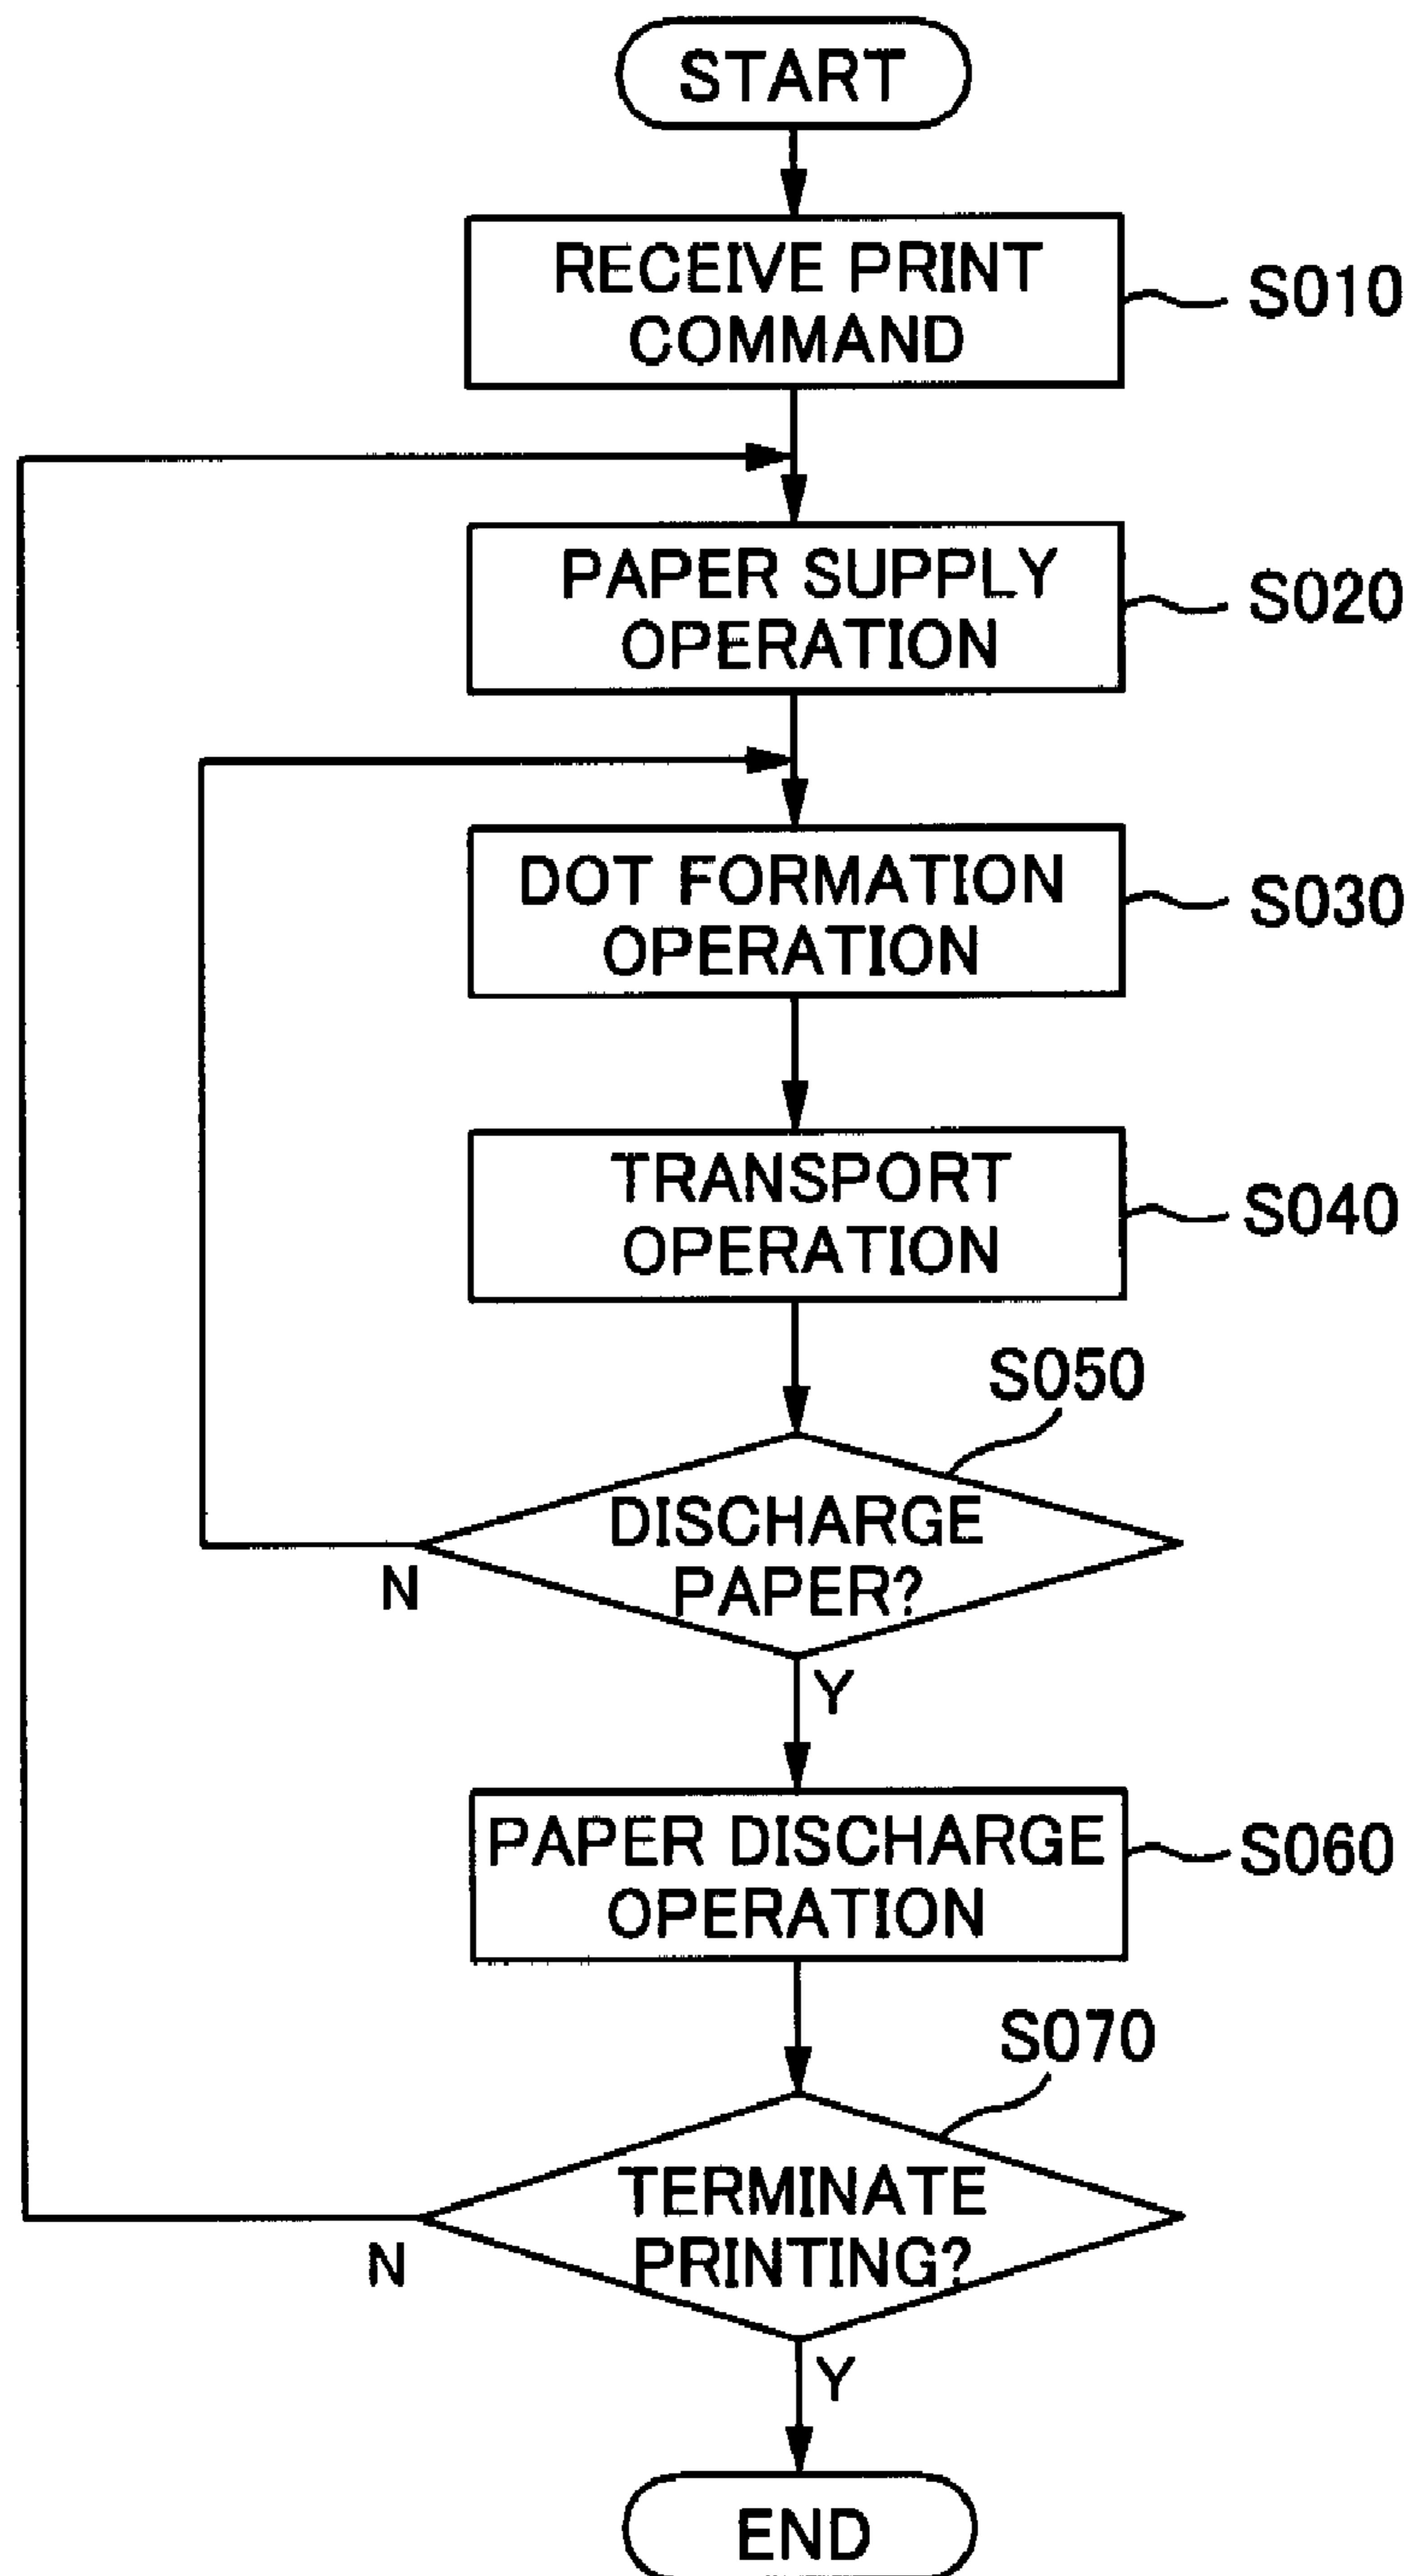 START
RECEIVE PRINT
COMMAND
S010
PAPER SUPPLY
OPERATION
S020
DOT FORMATION
OPERATION
S030
TRANSPORT
OPERATION
S040
S050
DISCHARGE
PAPER?
N
Y
PAPER DISCHARGE
OPERATION
S060
S070
TERMINATE
PRINTING?
N
Y
END